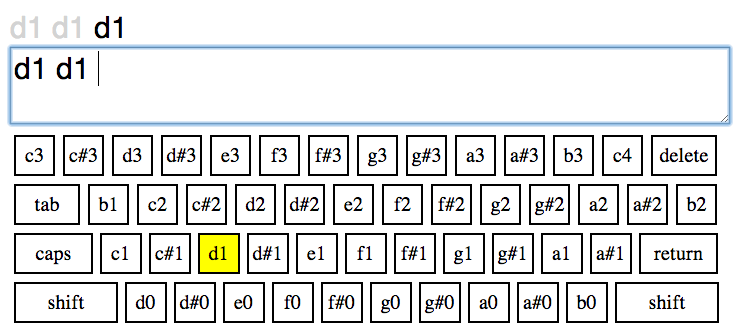 d1 d1 d1
d1 d1
c3 c#3 d3 d#3 e3 f3 f#3 g3 g#3 a3 a#3 b3 c4 delete
tab b1 c2 c#2 d2 d#2 e2 f2 f#2 g2 g#2 a2 a#2 b2
caps c1 c#1 d1 d#1 e1 f1 f#1 g1 g#1 a1 a#1 return
shift d0 d#0 e0 f0 f#0 g0 g#0 a0 a#0 b0 shift